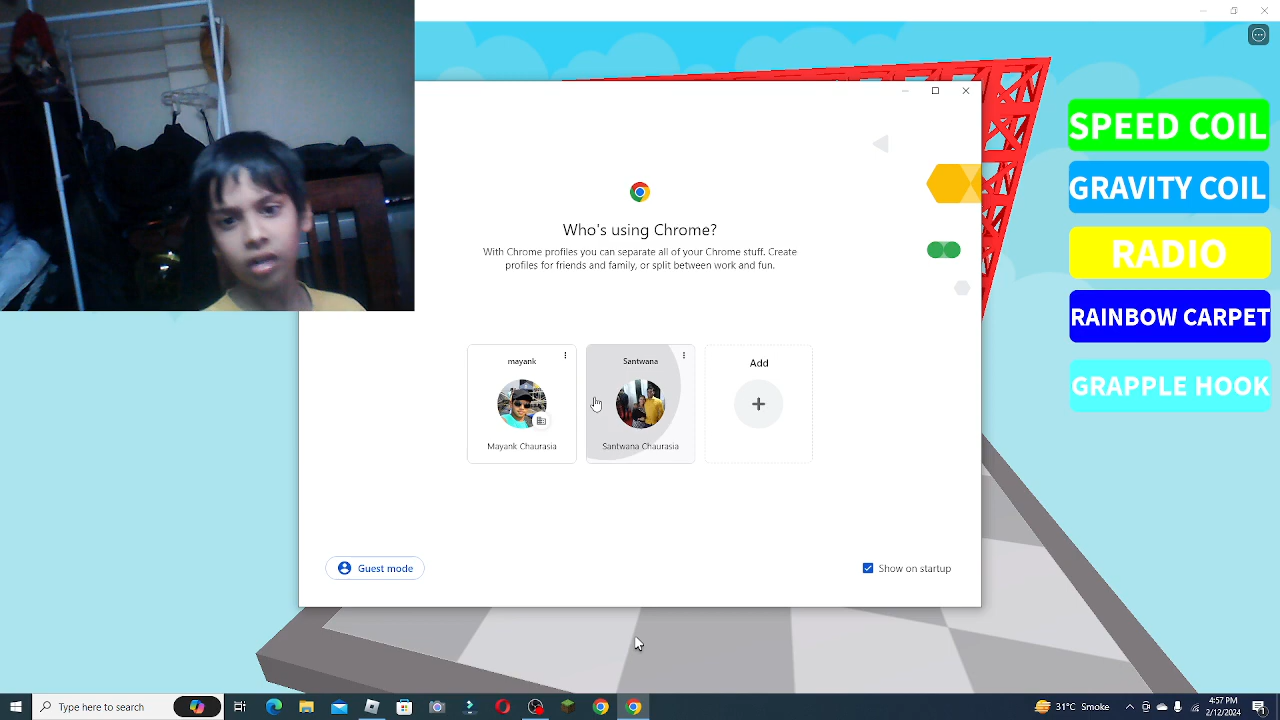 SPEED COIL
GRAVITY COIL
RADIO
RAINBOW CARPET
GRAPPLE HOOK
Who's using Chrome?
With Chrome profiles you can separate all of your Chrome stuff. Create
profiles for friends and family, or split between work and fun.
mayank
Mayank Chaurasia
Santwana
Santwana Chaurasia
Add
Guest mode
Show on startup
Type here to search
31°C Smoke
4:57 PM
2/12/2024